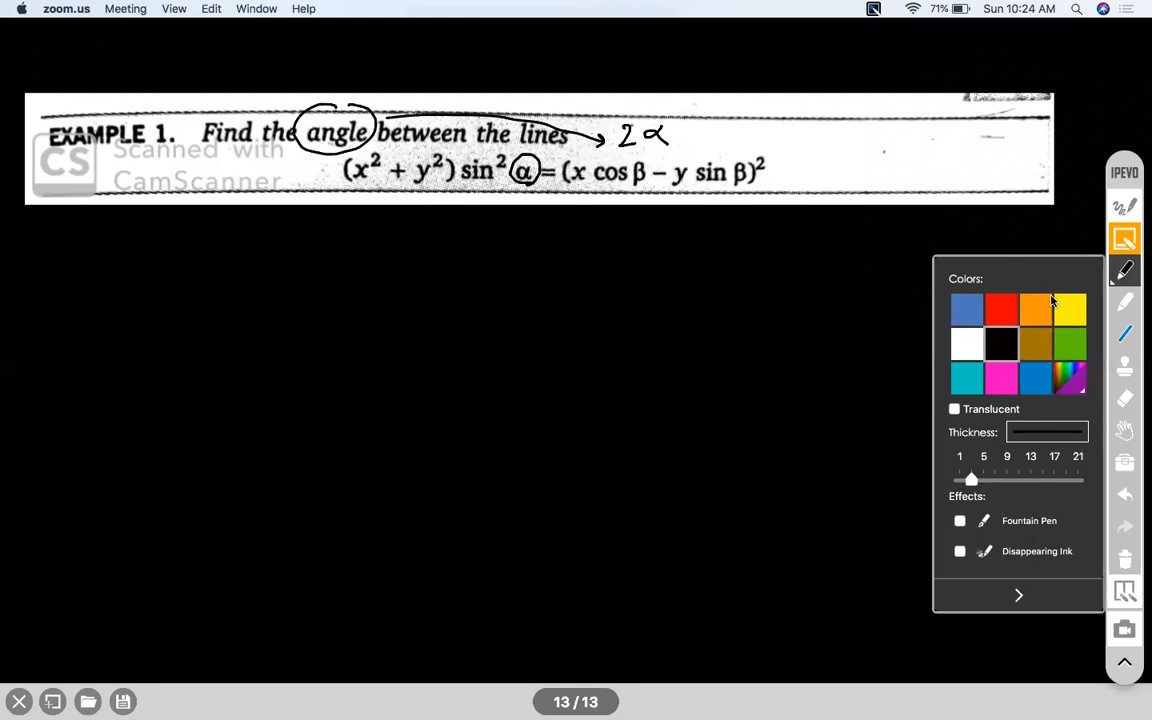 zoom.us Meeting View Edit Window Help 71% Sun 10:24 AM
EXAMPLE 1. Find the angle between the lines → 2α
(x² + y²) sin² α = (x cos β – y sin β)²
CS Scanned with
CamScanner
IPEVO
Colors:
Translucent
Thickness:
1 5 9 13 17 21
Effects:
Fountain Pen
Disappearing Ink
13 / 13